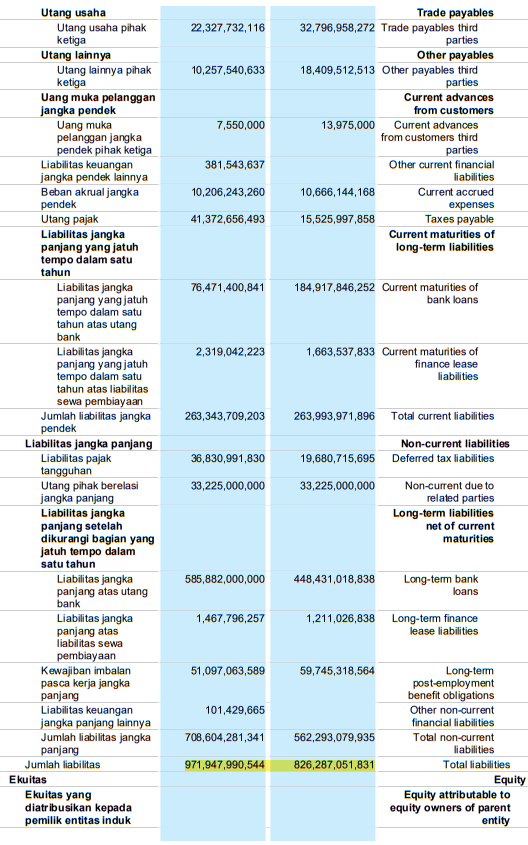 Utang usaha Trade payables
Utang usaha pihak 22,327,732,116 32,796,958,272 Trade payables third
ketiga parties
Utang lainnya Other payables
Utang lainnya pihak 10,257,540,633 18,409,512,513 Other payables third
ketiga parties
Uang muka pelanggan Current advances
jangka pendek from customers
Uang muka 7,550,000 13,975,000 Current advances
pelanggan jangka from customers third
pendek pihak ketiga parties
Liabilitas keuangan 381,543,637 Other current financial
jangka pendek lainnya liabilities
Beban akrual jangka 10,206,243,260 10,666,144,168 Current accrued
pendek expenses
Utang pajak 41,372,656,493 15,525,997,858 Taxes payable
Liabilitas jangka Current maturities of
panjang yang jatuh long-term liabilities
tempo dalam satu
tahun
Liabilitas jangka 76,471,400,841 184,917,846,252 Current maturities of
panjang yang jatuh bank loans
tempo dalam satu
tahun atas utang
bank
Liabilitas jangka 2,319,042,223 1,663,537,833 Current maturities of
panjang yang jatuh finance lease
tempo dalam satu liabilities
tahun atas liabilitas
sewa pembiayaan
Jumlah liabilitas jangka 263,343,709,203 263,993,971,896 Total current liabilities
pendek
Liabilitas jangka panjang Non-current liabilities
Liabilitas pajak 36,830,991,830 19,680,715,695 Deferred tax liabilities
tangguhan
Utang pihak berelasi 33,225,000,000 33,225,000,000 Non-current due to
jangka panjang related parties
Liabilitas jangka Long-term liabilities
panjang setelah net of current
dikurangi bagian yang maturities
jatuh tempo dalam
satu tahun
Liabilitas jangka 585,882,000,000 448,431,018,838 Long-term bank
panjang atas utang loans
bank
Liabilitas jangka 1,467,796,257 1,211,026,838 Long-term finance
panjang atas lease liabilities
liabilitas sewa
pembiayaan
Kewajiban imbalan 51,097,063,589 59,745,318,564 Long-term
pasca kerja jangka post-employment
panjang benefit obligations
Liabilitas keuangan 101,429,665 Other non-current
jangka panjang lainnya financial liabilities
Jumlah liabilitas jangka 708,604,281,341 562,293,079,935 Total non-current
panjang liabilities
Jumlah liabilitas 971,947,990,544 826,287,051,831 Total liabilities
Ekuitas Equity
Ekuitas yang Equity attributable to
diatribusikan kepada equity owners of parent
pemilik entitas induk entity